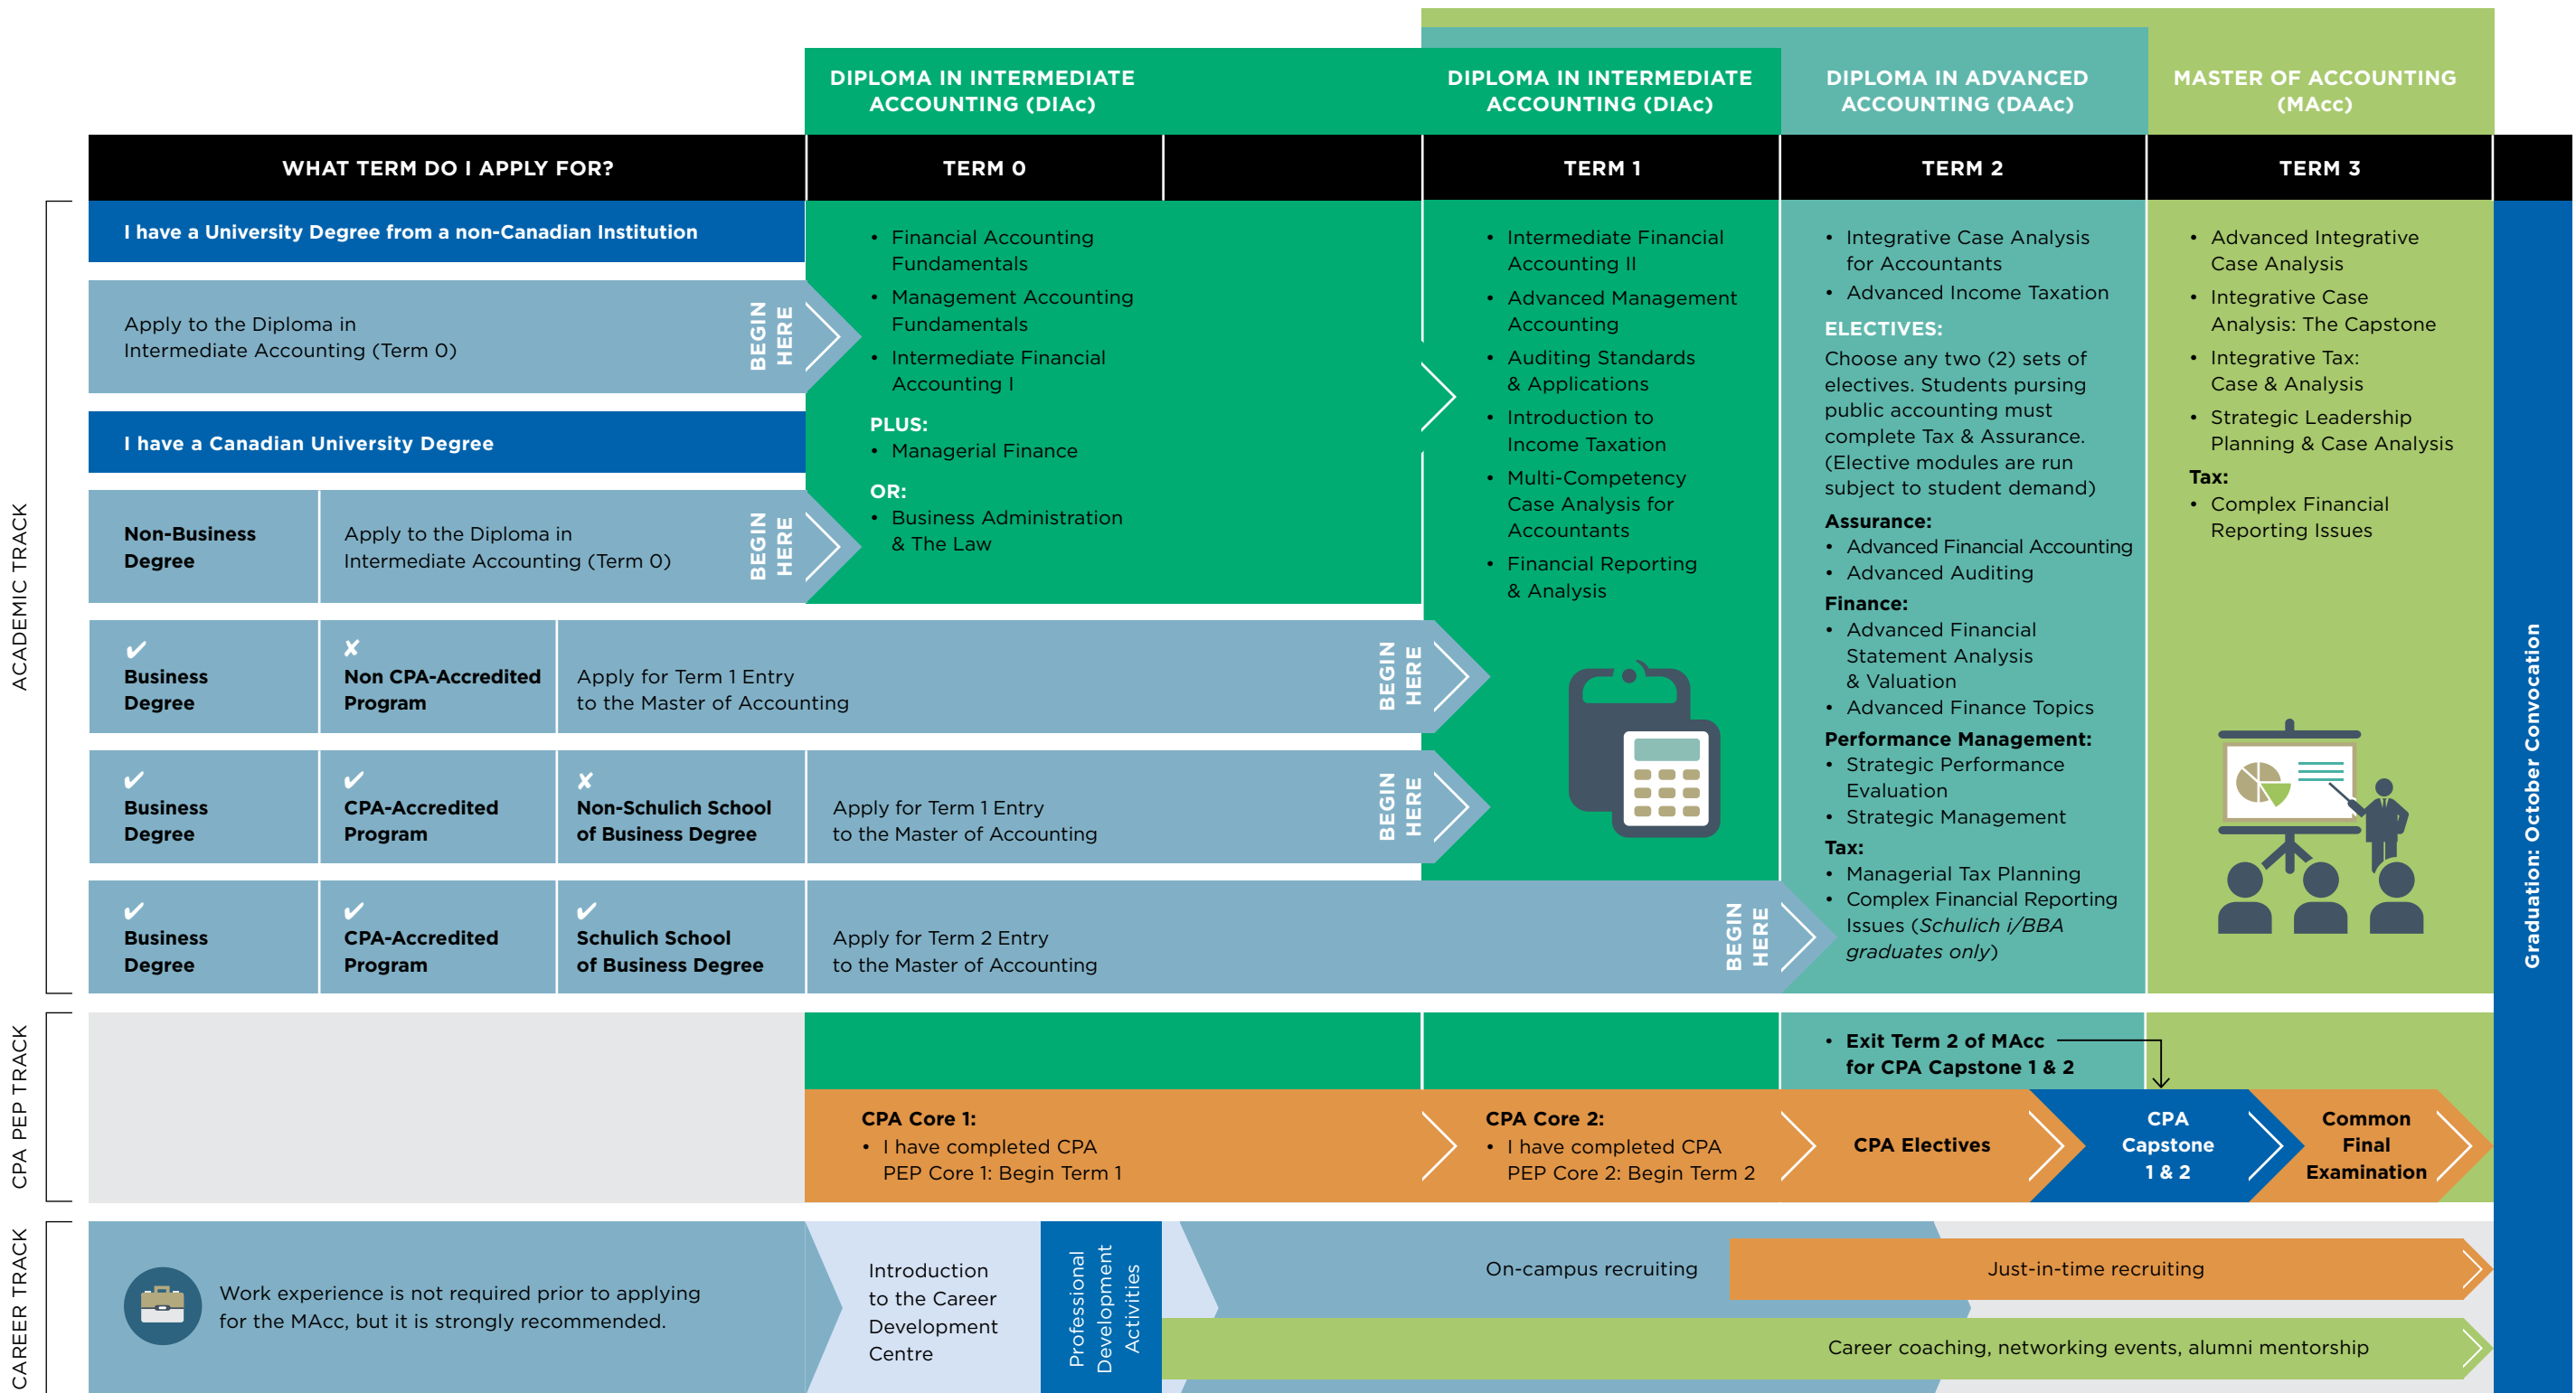 DIPLOMA IN INTERMEDIATE
ACCOUNTING (DIAc)
DIPLOMA IN INTERMEDIATE
ACCOUNTING (DIAc)
DIPLOMA IN ADVANCED
ACCOUNTING (DAAc)
MASTER OF ACCOUNTING
(MAcc)
WHAT TERM DO I APPLY FOR?
TERM 0
TERM 1
TERM 2
TERM 3
ACADEMIC TRACK
I have a University Degree from a non-Canadian Institution
Apply to the Diploma in
Intermediate Accounting (Term 0)
BEGIN
HERE
I have a Canadian University Degree
Non-Business
Degree
Apply to the Diploma in
Intermediate Accounting (Term 0)
BEGIN
HERE
✔
Business
Degree
✘
Non CPA-Accredited
Program
Apply for Term 1 Entry
to the Master of Accounting
BEGIN
HERE
✔
Business
Degree
✔
CPA-Accredited
Program
✘
Non-Schulich School
of Business Degree
Apply for Term 1 Entry
to the Master of Accounting
BEGIN
HERE
✔
Business
Degree
✔
CPA-Accredited
Program
✔
Schulich School
of Business Degree
Apply for Term 2 Entry
to the Master of Accounting
BEGIN
HERE
• Financial Accounting
Fundamentals
• Management Accounting
Fundamentals
• Intermediate Financial
Accounting I
PLUS:
• Managerial Finance
OR:
• Business Administration
& The Law
• Intermediate Financial
Accounting II
• Advanced Management
Accounting
• Auditing Standards
& Applications
• Introduction to
Income Taxation
• Multi-Competency
Case Analysis for
Accountants
• Financial Reporting
& Analysis
• Integrative Case Analysis
for Accountants
• Advanced Income Taxation
ELECTIVES:
Choose any two (2) sets of
electives. Students pursing
public accounting must
complete Tax & Assurance.
(Elective modules are run
subject to student demand)
Assurance:
• Advanced Financial Accounting
• Advanced Auditing
Finance:
• Advanced Financial
Statement Analysis
& Valuation
• Advanced Finance Topics
Performance Management:
• Strategic Performance
Evaluation
• Strategic Management
Tax:
• Managerial Tax Planning
• Complex Financial Reporting
Issues (Schulich i/BBA
graduates only)
• Advanced Integrative
Case Analysis
• Integrative Case
Analysis: The Capstone
• Integrative Tax:
Case & Analysis
• Strategic Leadership
Planning & Case Analysis
Tax:
• Complex Financial
Reporting Issues
Graduation: October Convocation
CPA PEP TRACK
• Exit Term 2 of MAcc
for CPA Capstone 1 & 2
CPA Core 1:
• I have completed CPA
PEP Core 1: Begin Term 1
CPA Core 2:
• I have completed CPA
PEP Core 2: Begin Term 2
CPA Electives
CPA
Capstone
1 & 2
Common
Final
Examination
CAREER TRACK
Work experience is not required prior to applying
for the MAcc, but it is strongly recommended.
Introduction
to the Career
Development
Centre
Professional
Development
Activities
On-campus recruiting
Just-in-time recruiting
Career coaching, networking events, alumni mentorship